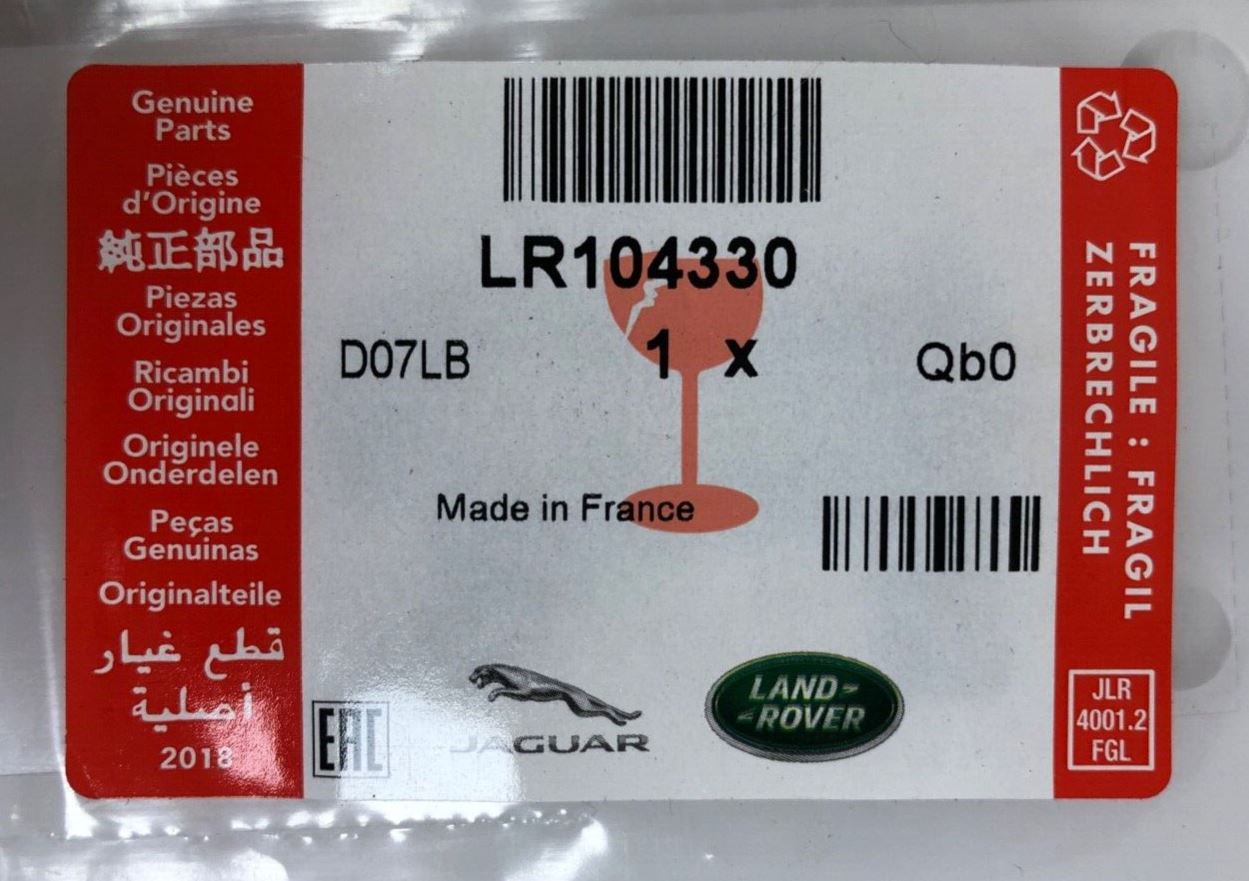 Genuine
Parts
Pièces
d'Origine
純正部品
Piezas
Originales
Ricambi
Originali
Originele
Onderdelen
Peças
Genuinas
Originalteile
قطع غيار
أصلية
2018
LR104330
D07LB
1 x
Qb0
Made in France
EAC
JAGUAR
LAND-
-ROVER
FRAGILE : FRAGIL
ZERBRECHLICH
JLR
4001.2
FGL